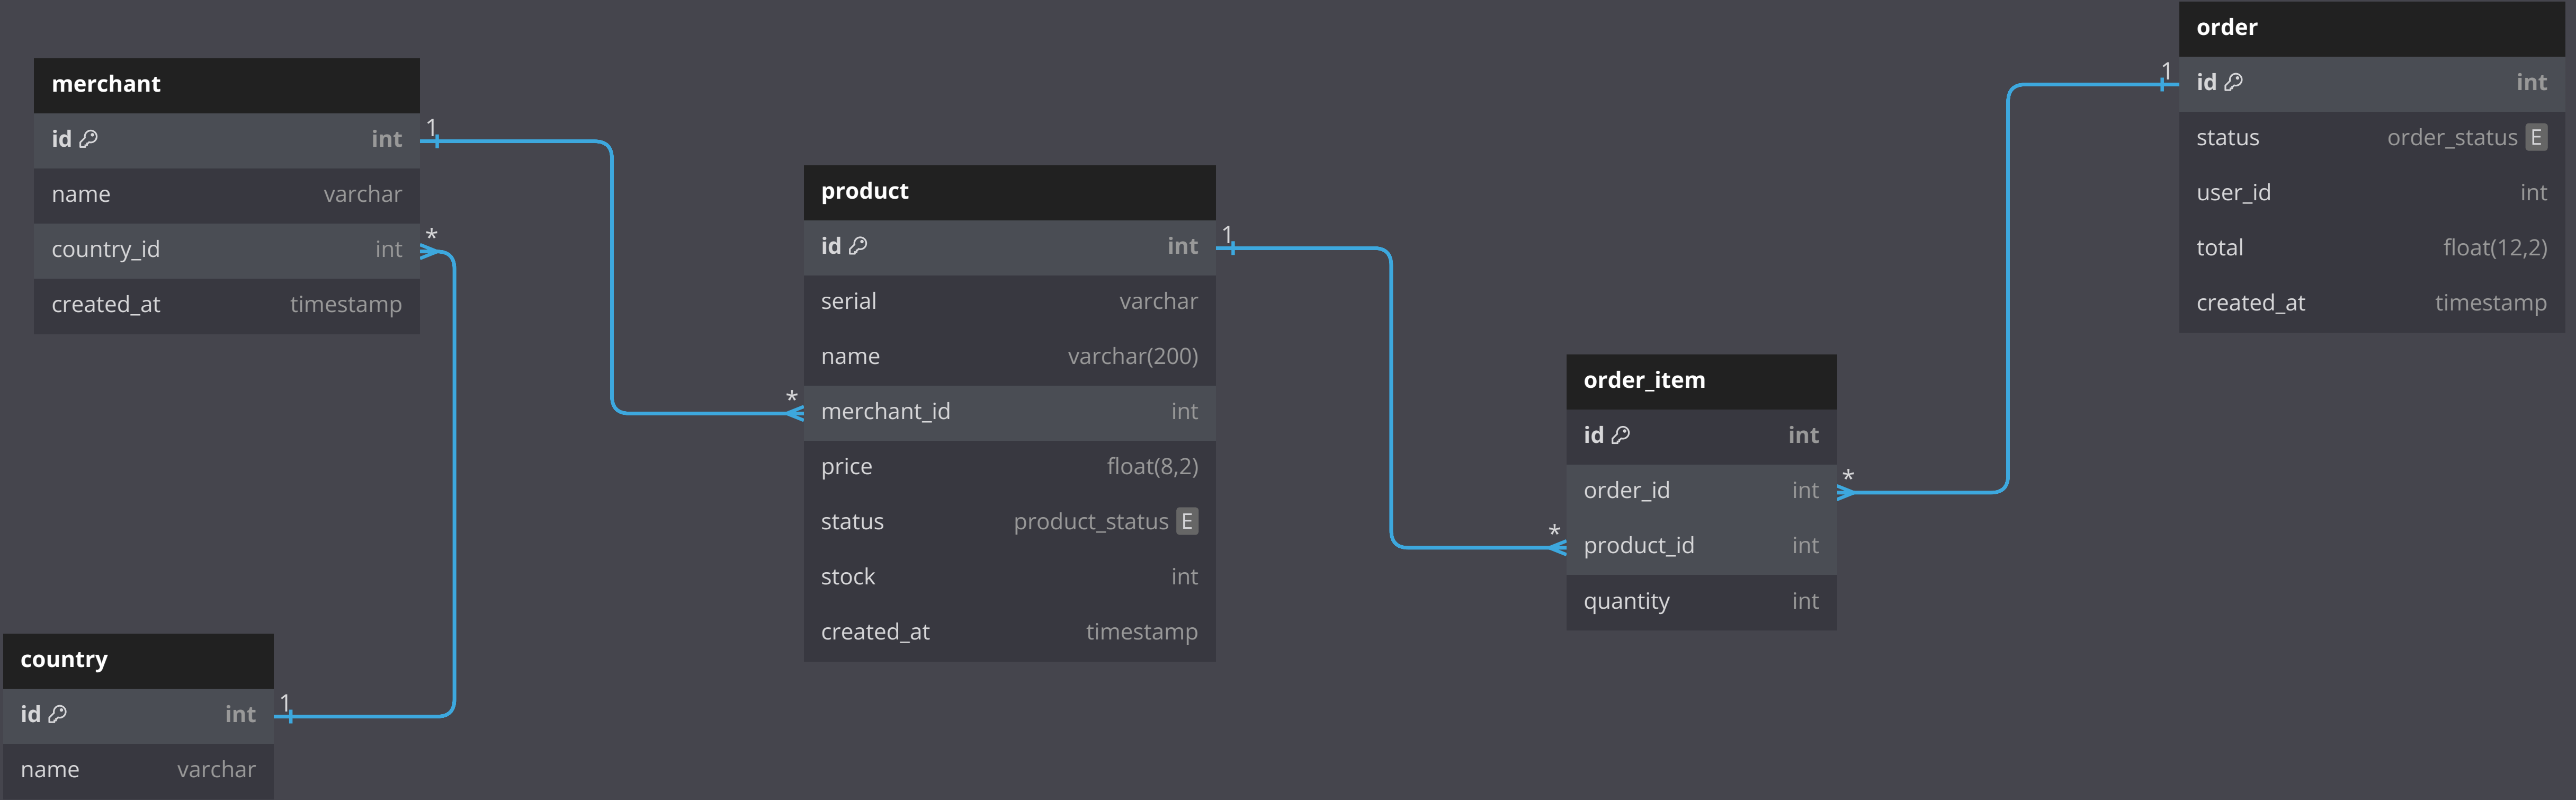 merchant
id int
name varchar
country_id int
created_at timestamp
1
*
country
id int
name varchar
1
product
id int
serial varchar
name varchar(200)
merchant_id int
price float(8,2)
status product_status E
stock int
created_at timestamp
*
1
order_item
id int
order_id int
product_id int
quantity int
*
*
order
id int
status order_status E
user_id int
total float(12,2)
created_at timestamp
1